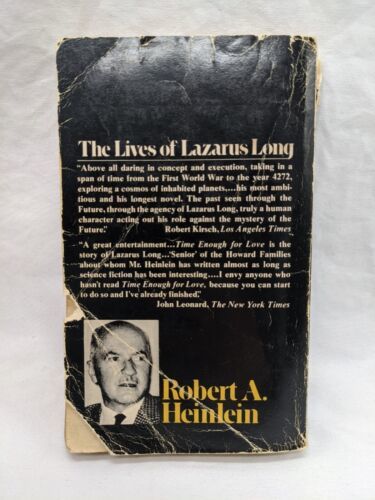 The Lives of Lazarus Long
"Above all daring in concept and execution, taking in a
span of time from the First World War to the year 4272,
exploring a cosmos of inhabited planets,...his most ambi-
tious and his longest novel. The past seen through the
Future, through the agency of Lazarus Long, truly a human
character acting out his role against the mystery of the
Future." Robert Kirsch, Los Angeles Times
"A great entertainment...Time Enough for Love is the
story of Lazarus Long...'Senior' of the Howard Families
about whom Mr. Heinlein has written almost as long as
science fiction has been interesting....I envy anyone who
hasn't read Time Enough for Love, because you can start
to do so and I've already finished."
John Leonard, The New York Times
Robert A.
Heinlein